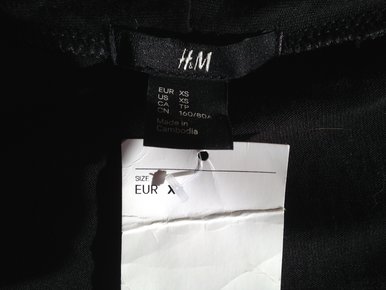 H&M
EUR XS
US XS
CA TP
CN 160/80A
Made in
Cambodia
SIZE
EUR X